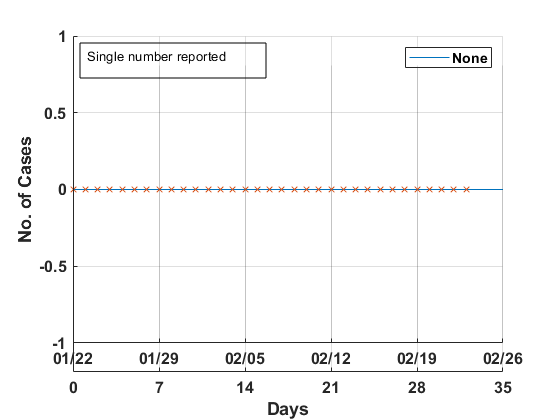 Single number reported
None
No. of Cases
1
0.5
0
-0.5
-1
01/22 01/29 02/05 02/12 02/19 02/26
0 7 14 21 28 35
Days